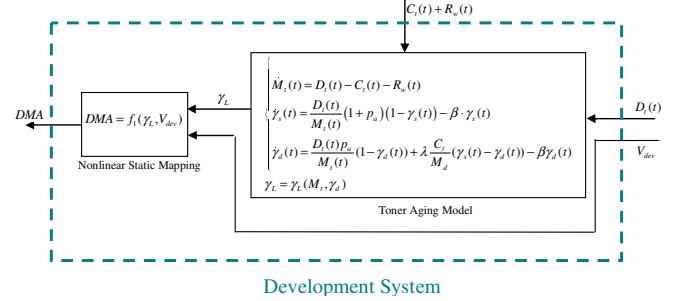 C_t(t) + R_w(t)
Ṁ_t(t) = D_t(t) − C_t(t) − R_w(t)
γ̇_s(t) = D_t(t)/M_t(t) (1 + p_a)(1 − γ_s(t)) − β · γ_s(t)
γ̇_d(t) = D_t(t)p_a/M_t(t) (1 − γ_d(t)) + λ C_t/M_d (γ_s(t) − γ_d(t)) − βγ_d(t)
γ_L = γ_L(M_t, γ_d)
Toner Aging Model
γ_L
DMA
DMA = f_1(γ_L, V_dev)
Nonlinear Static Mapping
D_t(t)
V_dev
Development System